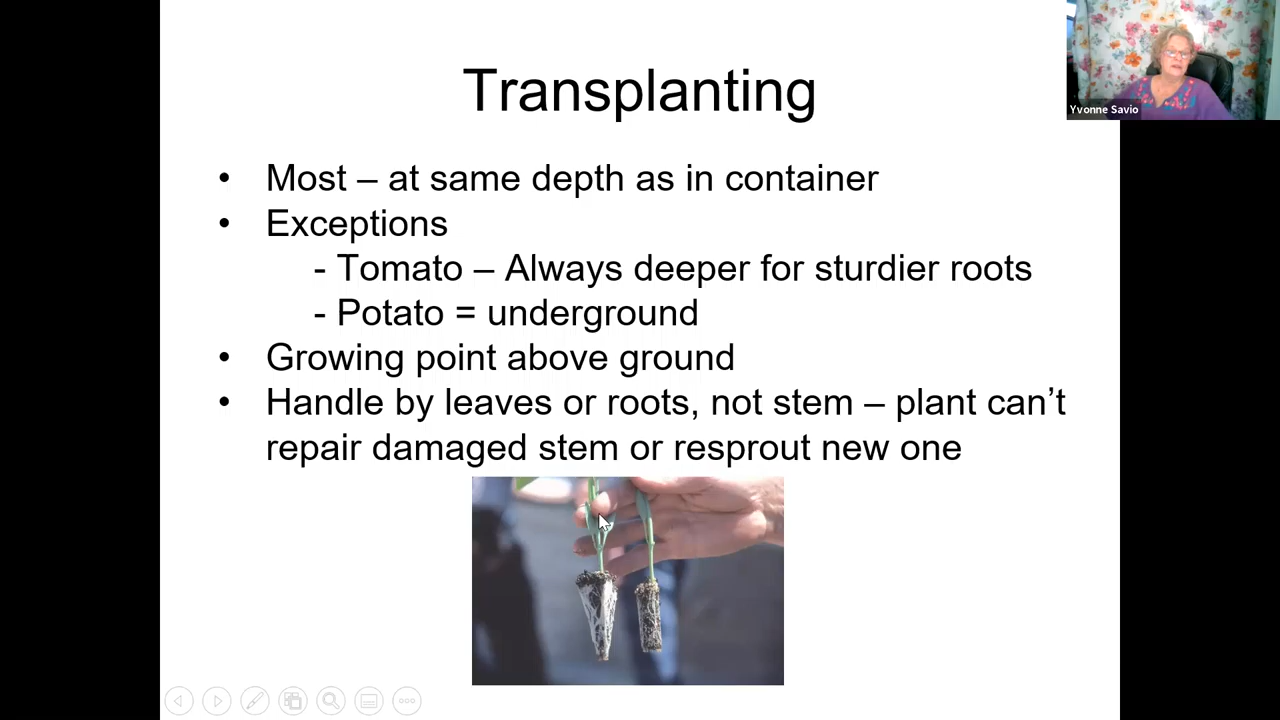 Transplanting
Yvonne Savio
• Most – at same depth as in container
• Exceptions
- Tomato – Always deeper for sturdier roots
- Potato = underground
• Growing point above ground
• Handle by leaves or roots, not stem – plant can’t
repair damaged stem or resprout new one